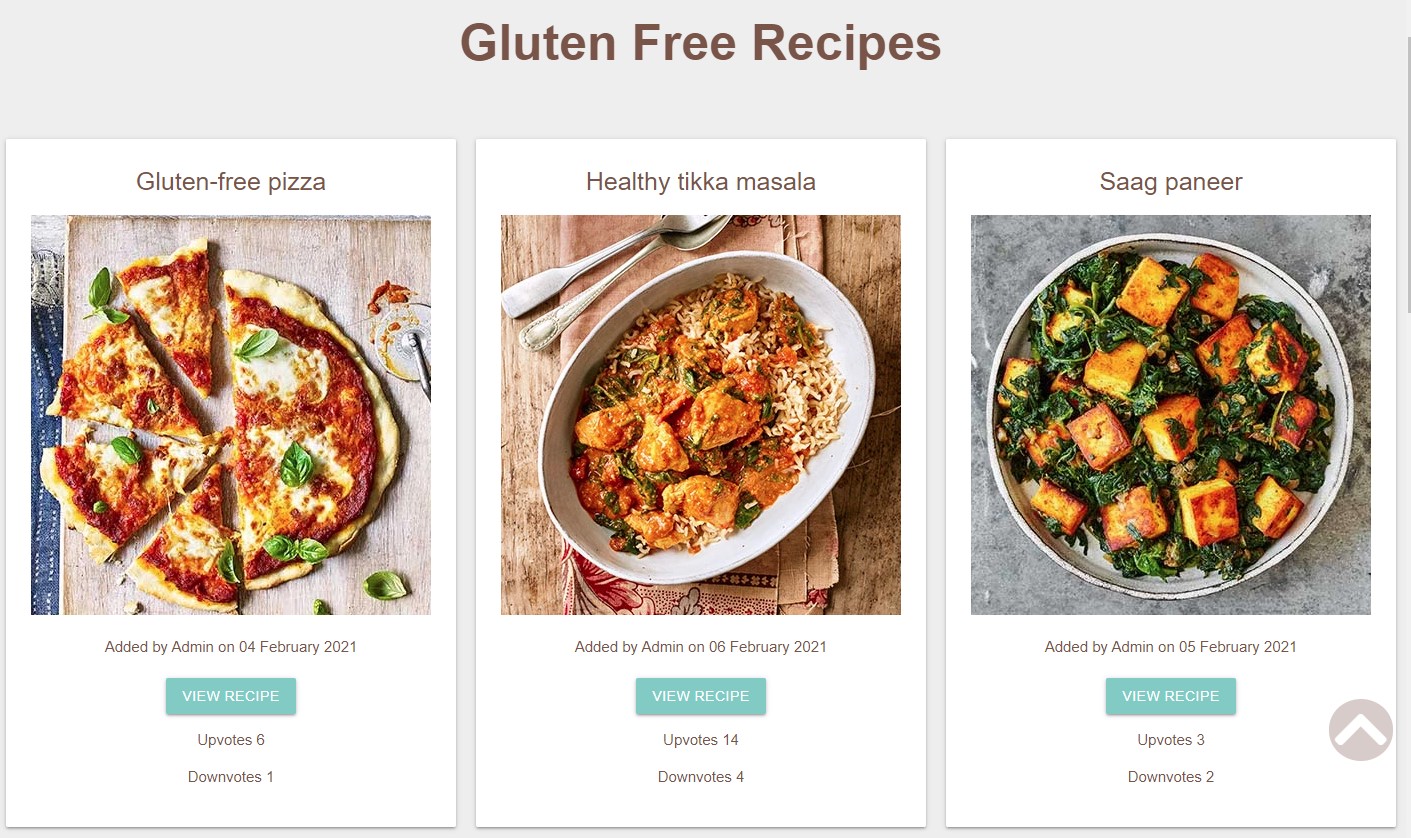 Gluten Free Recipes
Gluten-free pizza
Added by Admin on 04 February 2021
VIEW RECIPE
Upvotes 6
Downvotes 1
Healthy tikka masala
Added by Admin on 06 February 2021
VIEW RECIPE
Upvotes 14
Downvotes 4
Saag paneer
Added by Admin on 05 February 2021
VIEW RECIPE
Upvotes 3
Downvotes 2